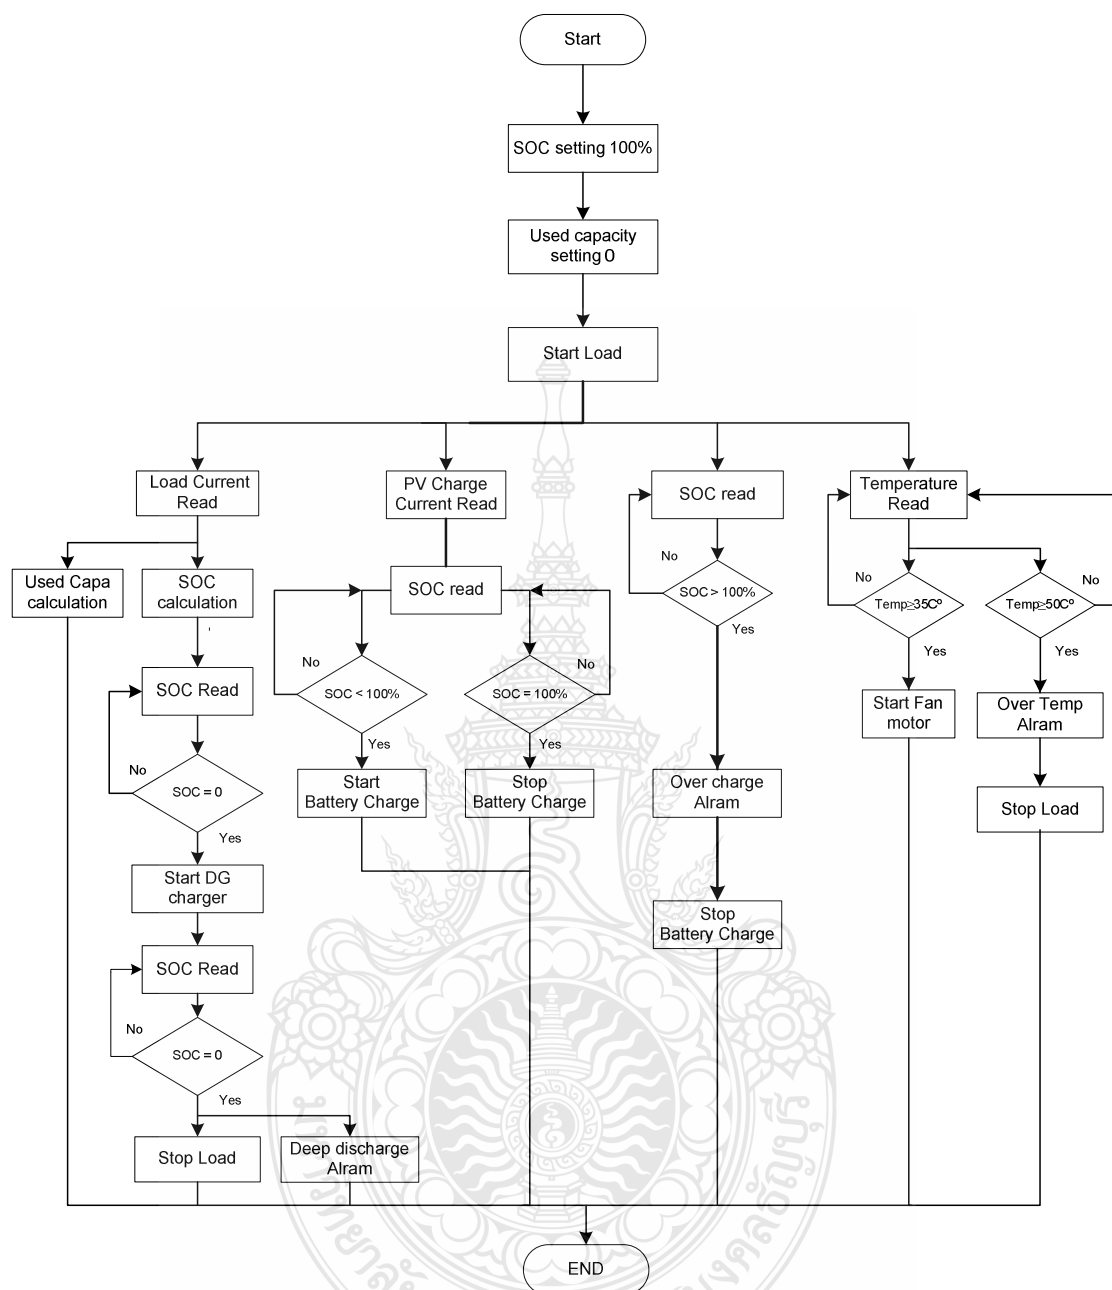 Start
SOC setting 100%
Used capacity
setting 0
Start Load
Load Current
Read
PV Charge
Current Read
SOC read
Temperature
Read
Used Capa
calculation
SOC
calculation
SOC read
No
SOC > 100%
Yes
No
Temp≥35Cº
Yes
Temp≥50Cº
No
Yes
SOC Read
No
SOC < 100%
Yes
SOC = 100%
No
Yes
Start Fan
motor
Over Temp
Alram
No
SOC = 0
Yes
Start
Battery Charge
Stop
Battery Charge
Over charge
Alram
Stop Load
Start DG
charger
Stop
Battery Charge
SOC Read
No
SOC = 0
Yes
Stop Load
Deep discharge
Alram
END